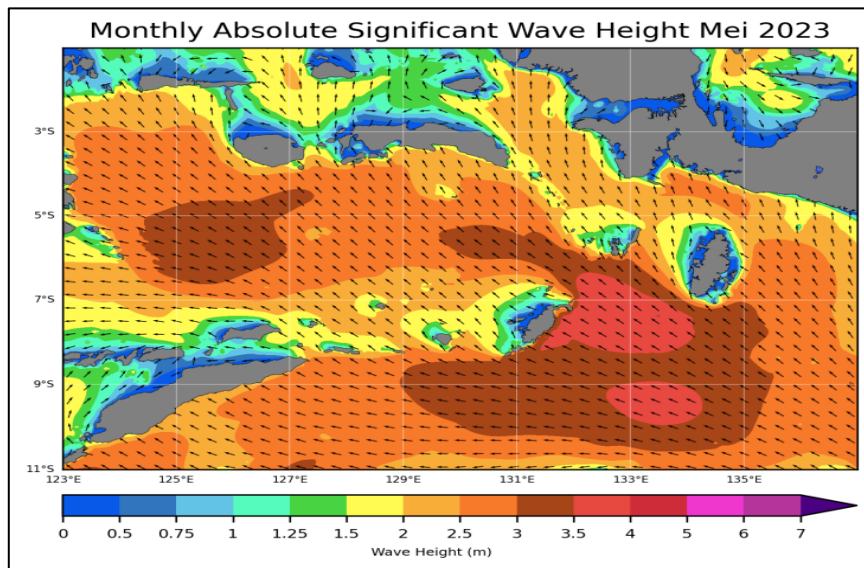 Monthly Absolute Significant Wave Height Mei 2023
3°S
5°S
7°S
9°S
11°S
123°E 125°E 127°E 129°E 131°E 133°E 135°E
0 0.5 0.75 1 1.25 1.5 2 2.5 3 3.5 4 5 6 7
Wave Height (m)